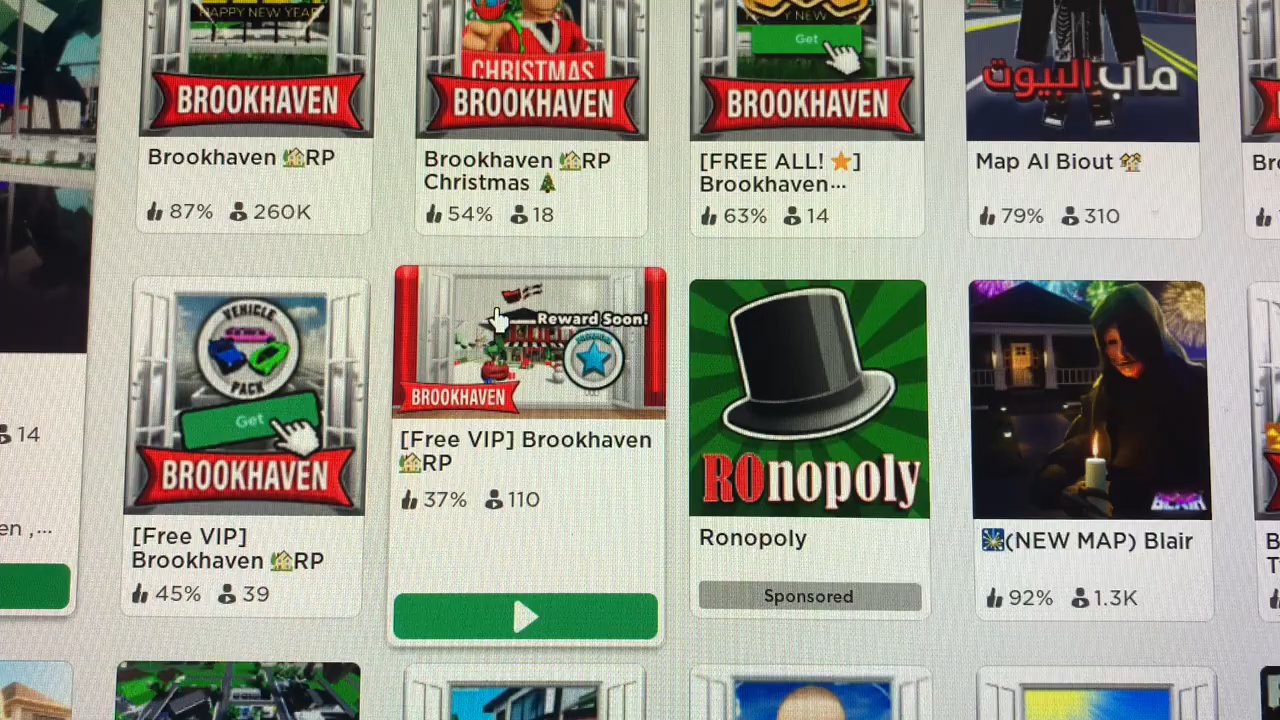 HAPPY NEW YEAR
BROOKHAVEN
Brookhaven 🏡RP
87% 260K
CHRISTMAS
BROOKHAVEN
Brookhaven 🏡RP
Christmas 🎄
54% 18
NEW
Get
BROOKHAVEN
[FREE ALL! ⭐]
Brookhaven...
63% 14
ماب البيوت
Map Al Biout 🏘
79% 310
14
en ,...
VEHICLE
PACK
Get
BROOKHAVEN
[Free VIP]
Brookhaven 🏡RP
45% 39
Reward Soon!
BROOKHAVEN
[Free VIP] Brookhaven
🏡RP
37% 110
ROnopoly
Ronopoly
Sponsored
BLAIR
🎆(NEW MAP) Blair
92% 1.3K